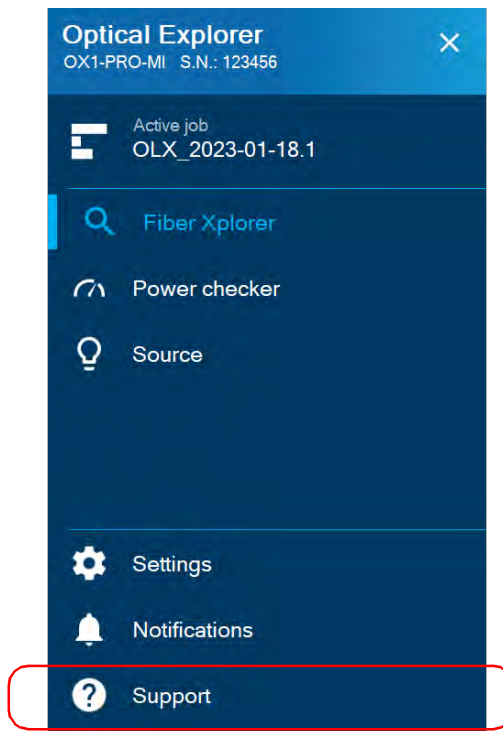 Optical Explorer
OX1-PRO-MI S.N.: 123456
Active job
OLX_2023-01-18.1
Fiber Xplorer
Power checker
Source
Settings
Notifications
Support